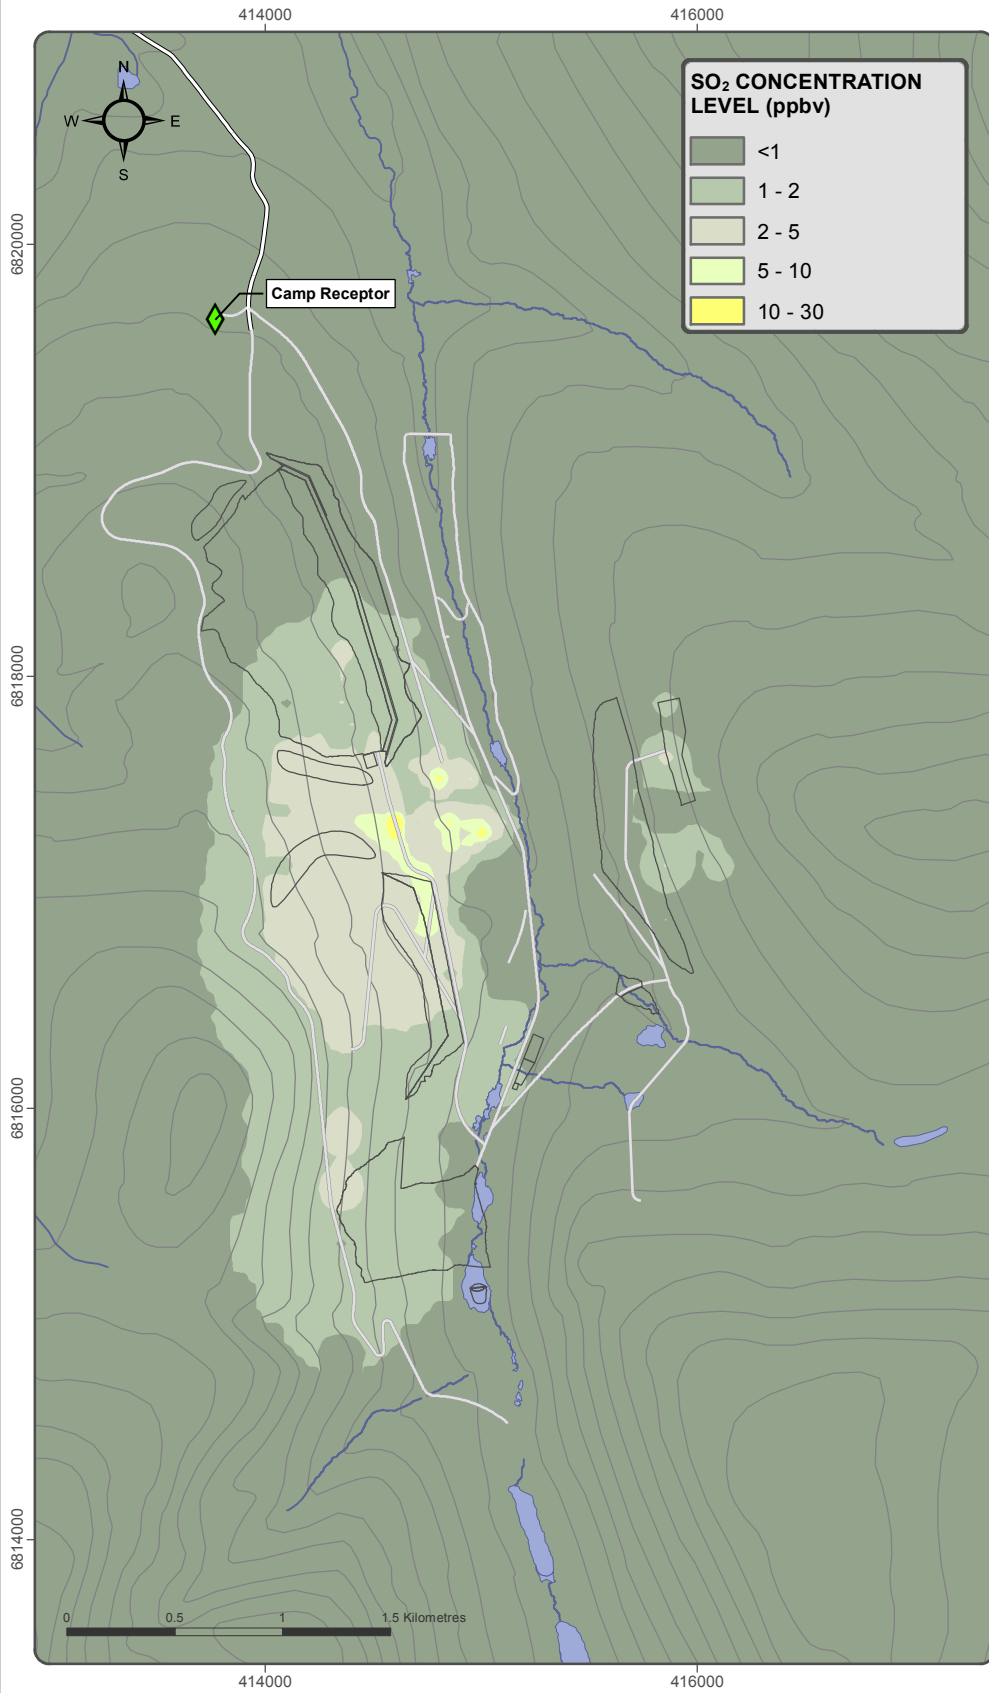 414000
416000
N
W
E
S
SO₂ CONCENTRATION
LEVEL (ppbv)
<1
1 - 2
2 - 5
5 - 10
10 - 30
6820000
Camp Receptor
6818000
6816000
6814000
0
0.5
1
1.5 Kilometres
414000
416000